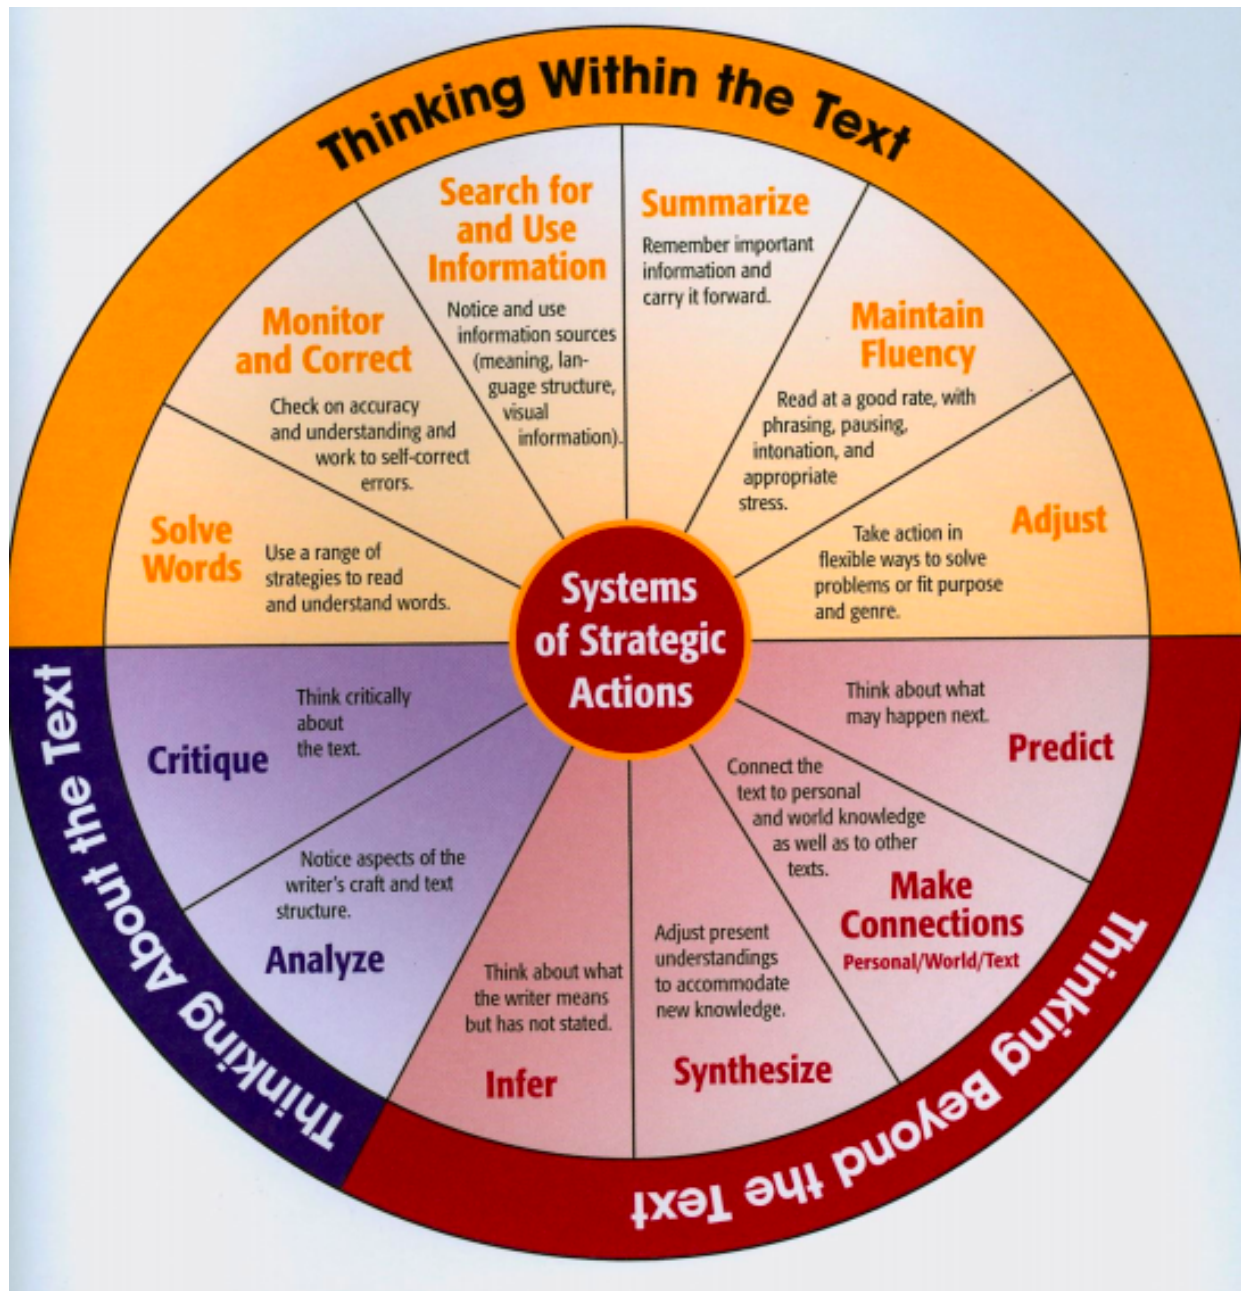 Thinking Within the Text
Search for
and Use
Information
Notice and use
information sources
(meaning, lan-
guage structure,
visual
information).
Summarize
Remember important
information and
carry it forward.
Maintain
Fluency
Read at a good rate, with
phrasing, pausing,
intonation, and
appropriate
stress.
Adjust
Take action in
flexible ways to solve
problems or fit purpose
and genre.
Monitor
and Correct
Check on accuracy
and understanding and
work to self-correct
errors.
Solve
Words
Use a range of
strategies to read
and understand words.
Systems
of Strategic
Actions
Thinking Beyond the Text
Think about what
may happen next.
Predict
Connect the
text to personal
and world knowledge
as well as to other
texts.
Make
Connections
Personal/World/Text
Adjust present
understandings
to accommodate
new knowledge.
Synthesize
Think about what
the writer means
but has not stated.
Infer
Thinking About the Text
Notice aspects of the
writer's craft and text
structure.
Analyze
Think critically
about
the text.
Critique